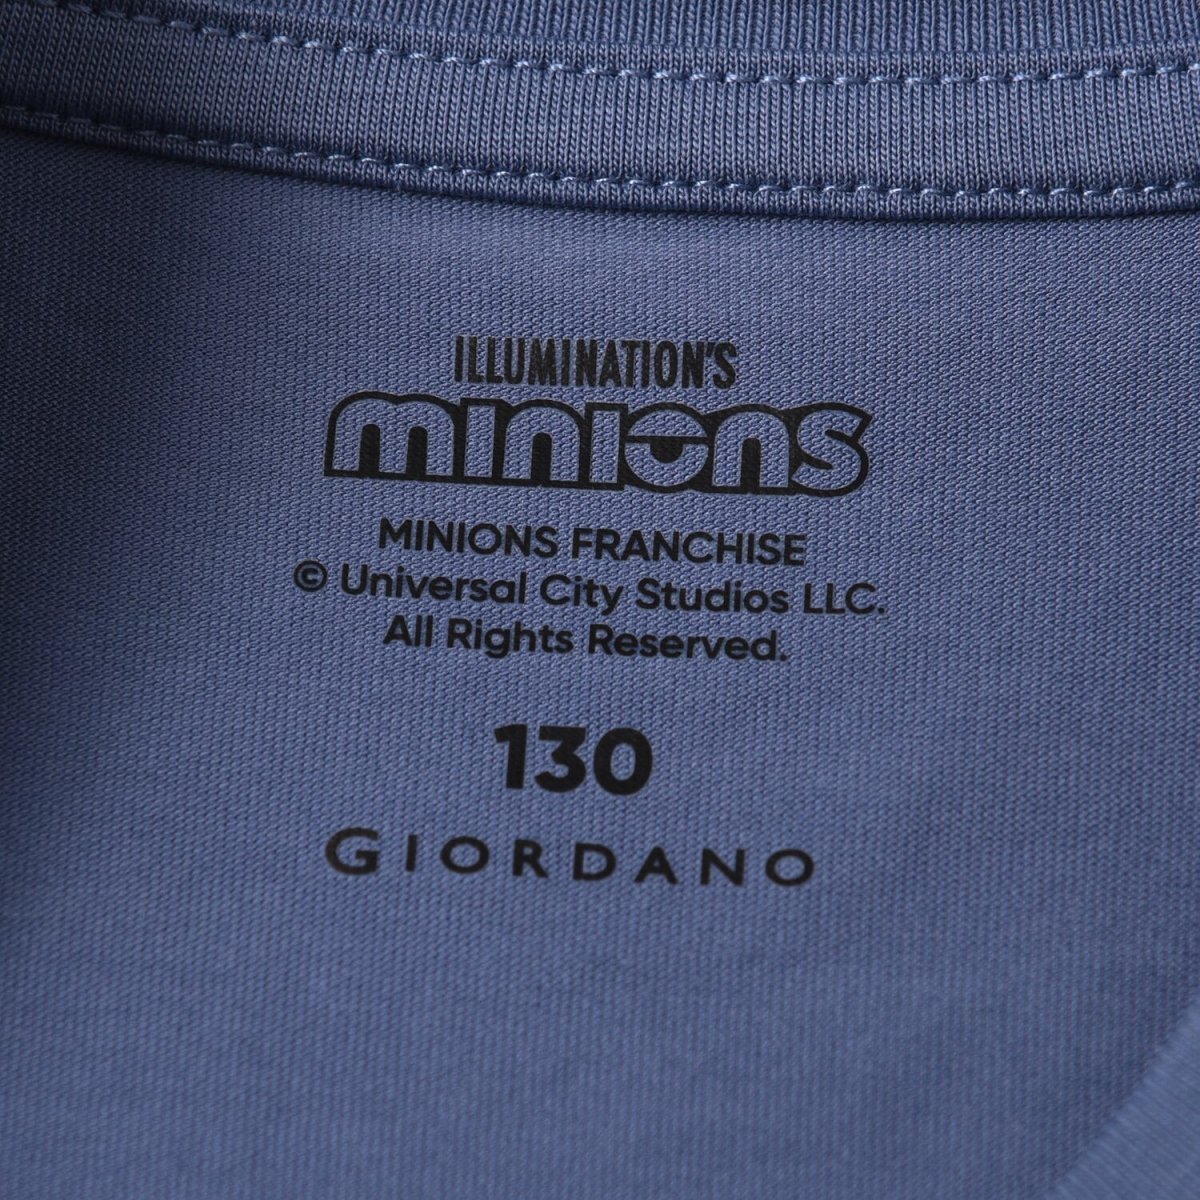 ILLUMINATION'S
minions
MINIONS FRANCHISE
© Universal City Studios LLC.
All Rights Reserved.
130
GIORDANO